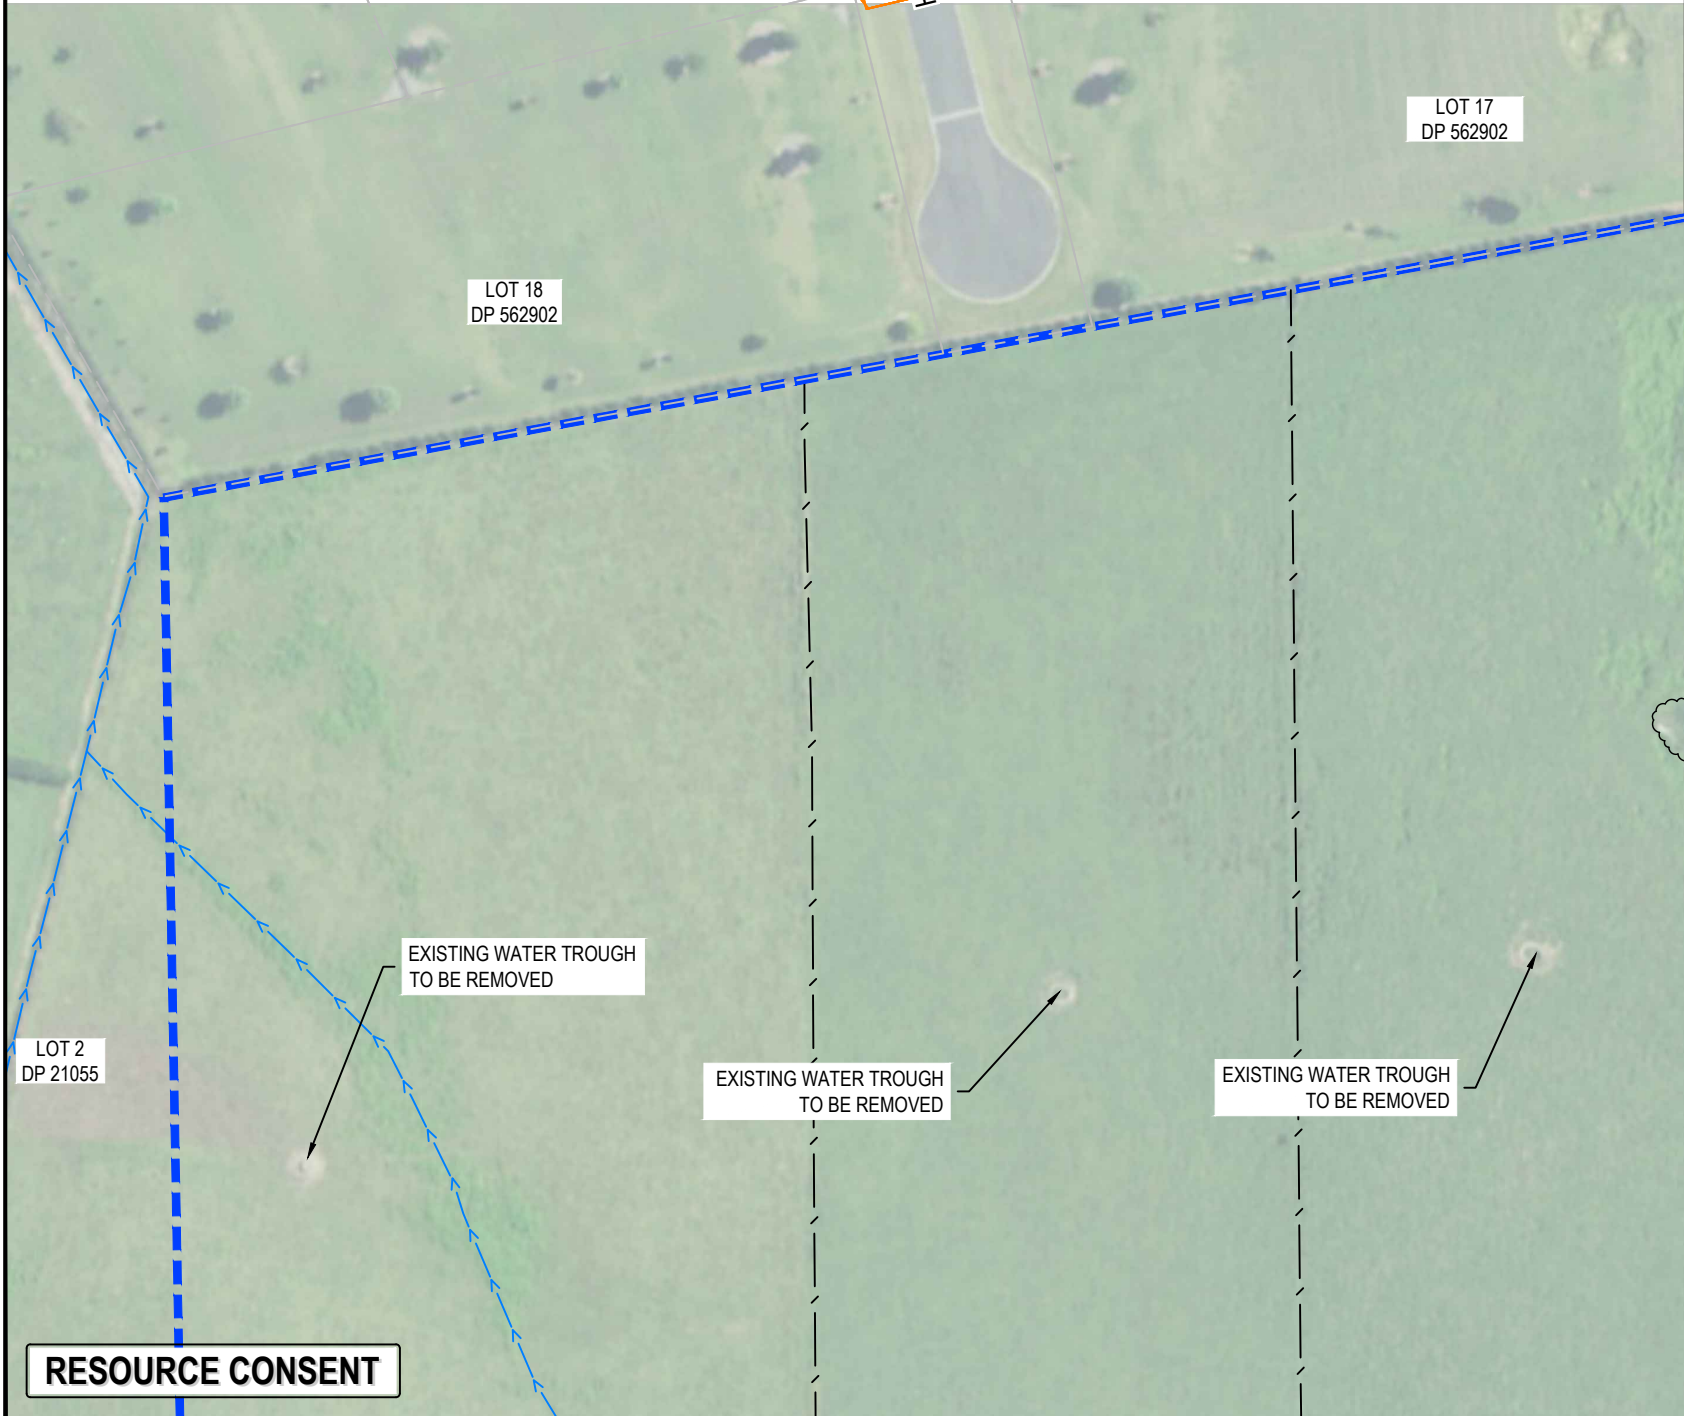 H
LOT 17
DP 562902
LOT 18
DP 562902
EXISTING WATER TROUGH
TO BE REMOVED
LOT 2
DP 21055
EXISTING WATER TROUGH
TO BE REMOVED
EXISTING WATER TROUGH
TO BE REMOVED
RESOURCE CONSENT